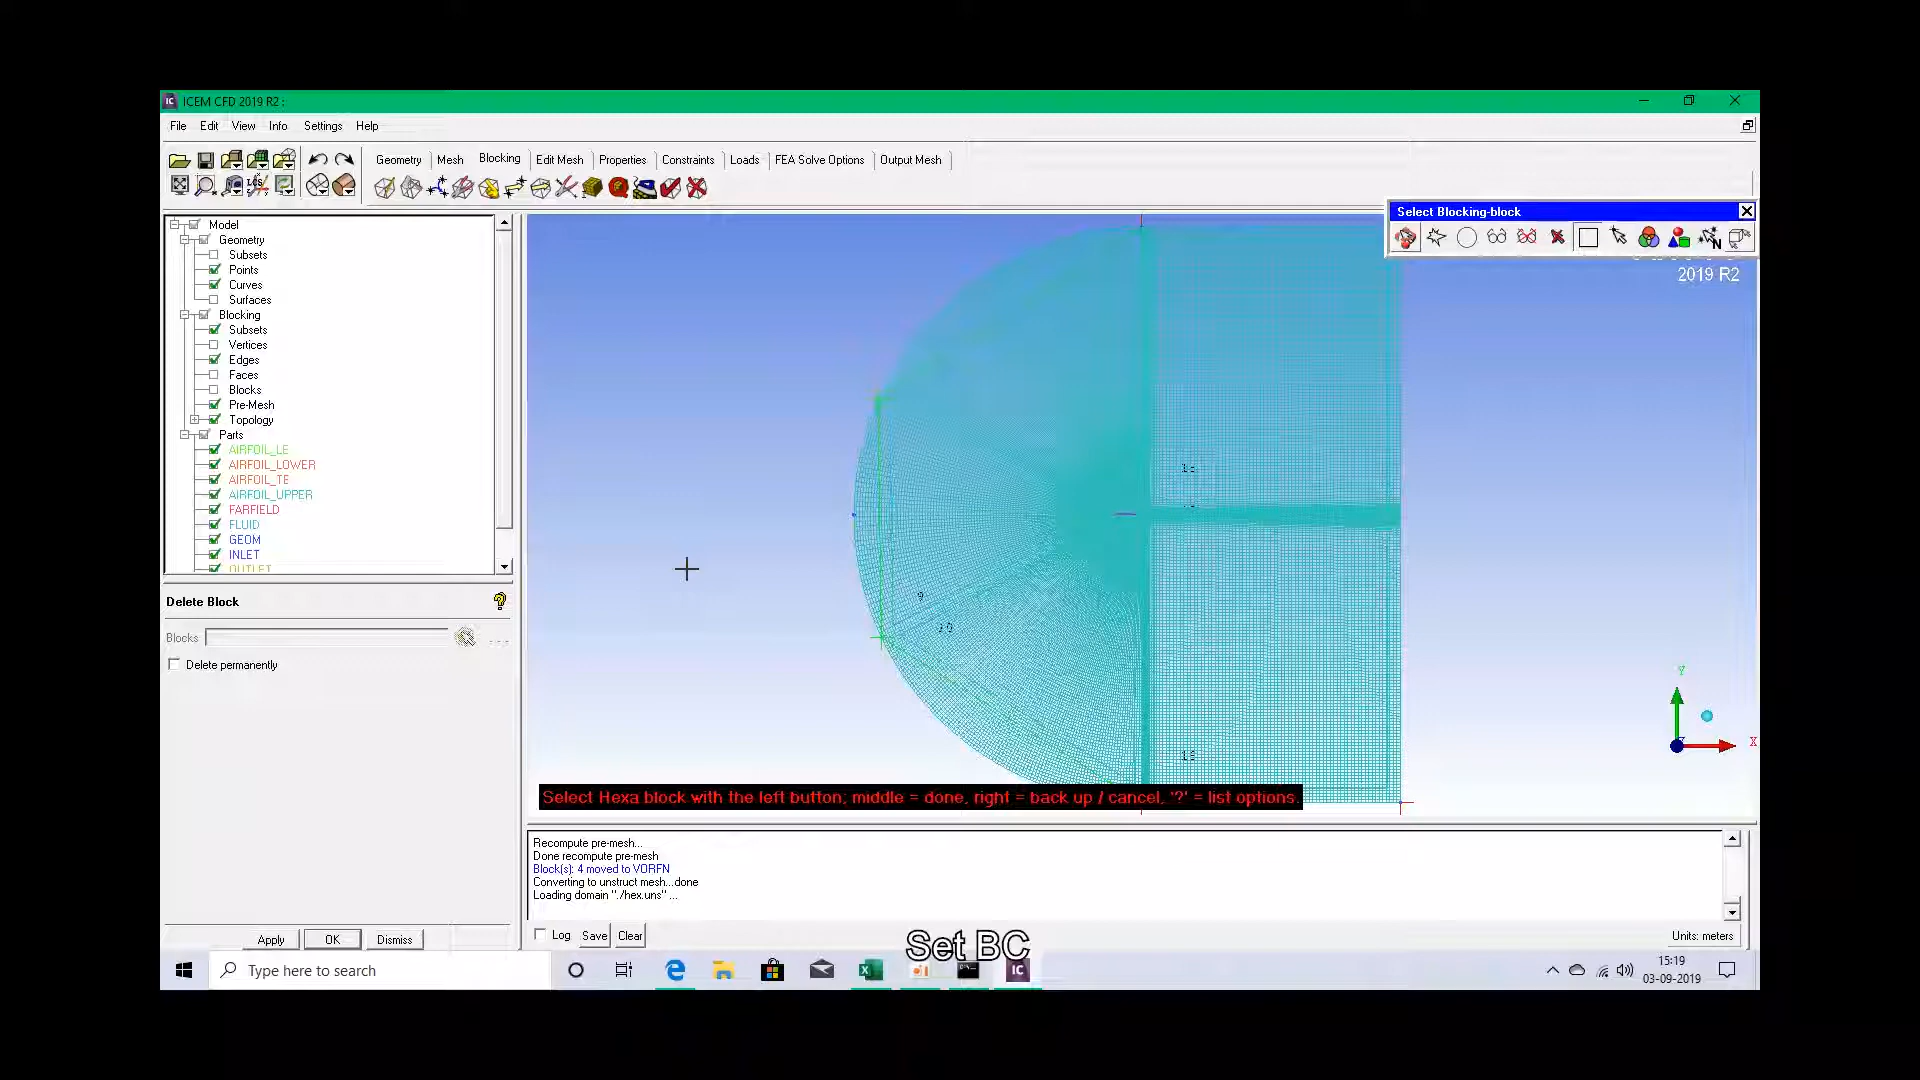 ICEM CFD 2019 R2 :
File Edit View Info Settings Help
Geometry Mesh Blocking Edit Mesh Properties Constraints Loads FEA Solve Options Output Mesh
LCS
Select Blocking-block
2019 R2
Model
Geometry
Subsets
Points
Curves
Surfaces
Blocking
Subsets
Vertices
Edges
Faces
Blocks
Pre-Mesh
Topology
Parts
AIRFOIL_LE
AIRFOIL_LOWER
AIRFOIL_TE
AIRFOIL_UPPER
FARFIELD
FLUID
GEOM
INLET
OUTLET
Delete Block
Blocks
Delete permanently
Apply OK Dismiss
9
20
Y
X
Select Hexa block with the left button; middle = done, right = back up / cancel, '?' = list options.
Recompute pre-mesh...
Done recompute pre-mesh
Block(s): 4 moved to VORFN
Converting to unstruct mesh...done
Loading domain "./hex.uns" ...
Log Save Clear
Units: meters
Set BC
Type here to search
15:19
03-09-2019